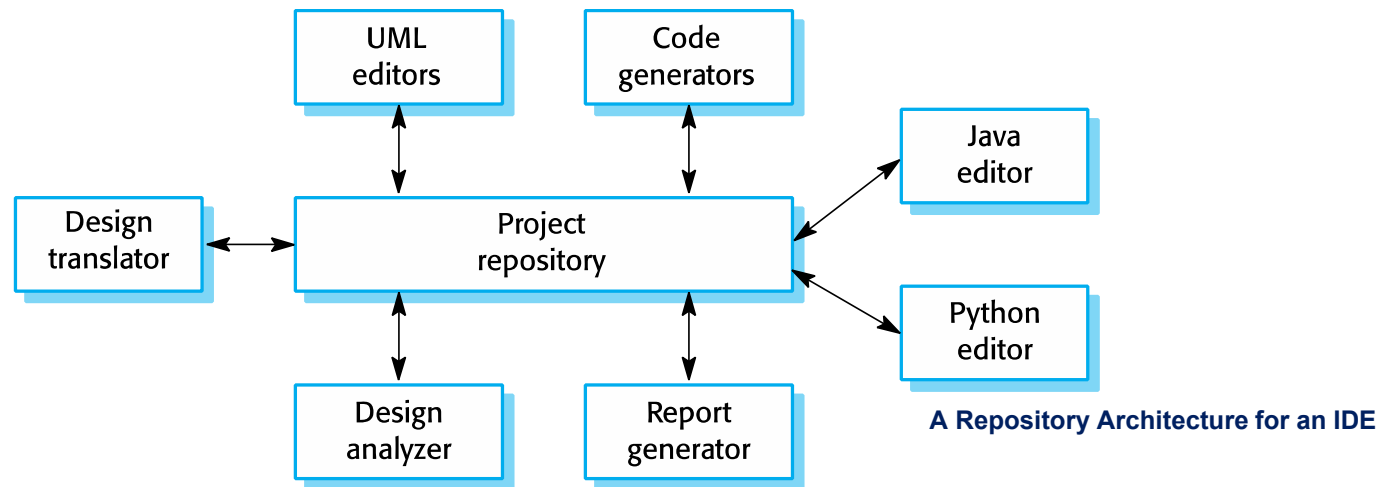 UML
editors
Code
generators
Java
editor
Design
translator
Project
repository
Python
editor
Design
analyzer
Report
generator
A Repository Architecture for an IDE